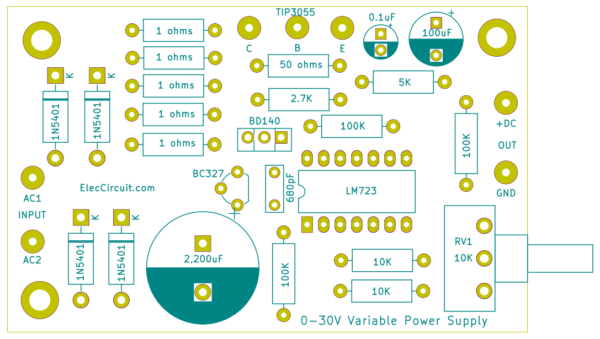 TIP3055
C
B
E
0.1uF
+
100uF
+
1 ohms
1 ohms
1 ohms
1 ohms
1 ohms
50 ohms
5K
2.7K
100K
100K
K
K
1N5401
1N5401
BD140
BC327
680pF
LM723
+DC
OUT
GND
ElecCircuit.com
AC1
INPUT
AC2
K
K
1N5401
1N5401
+
2,200uF
100K
10K
10K
RV1
10K
0-30V Variable Power Supply